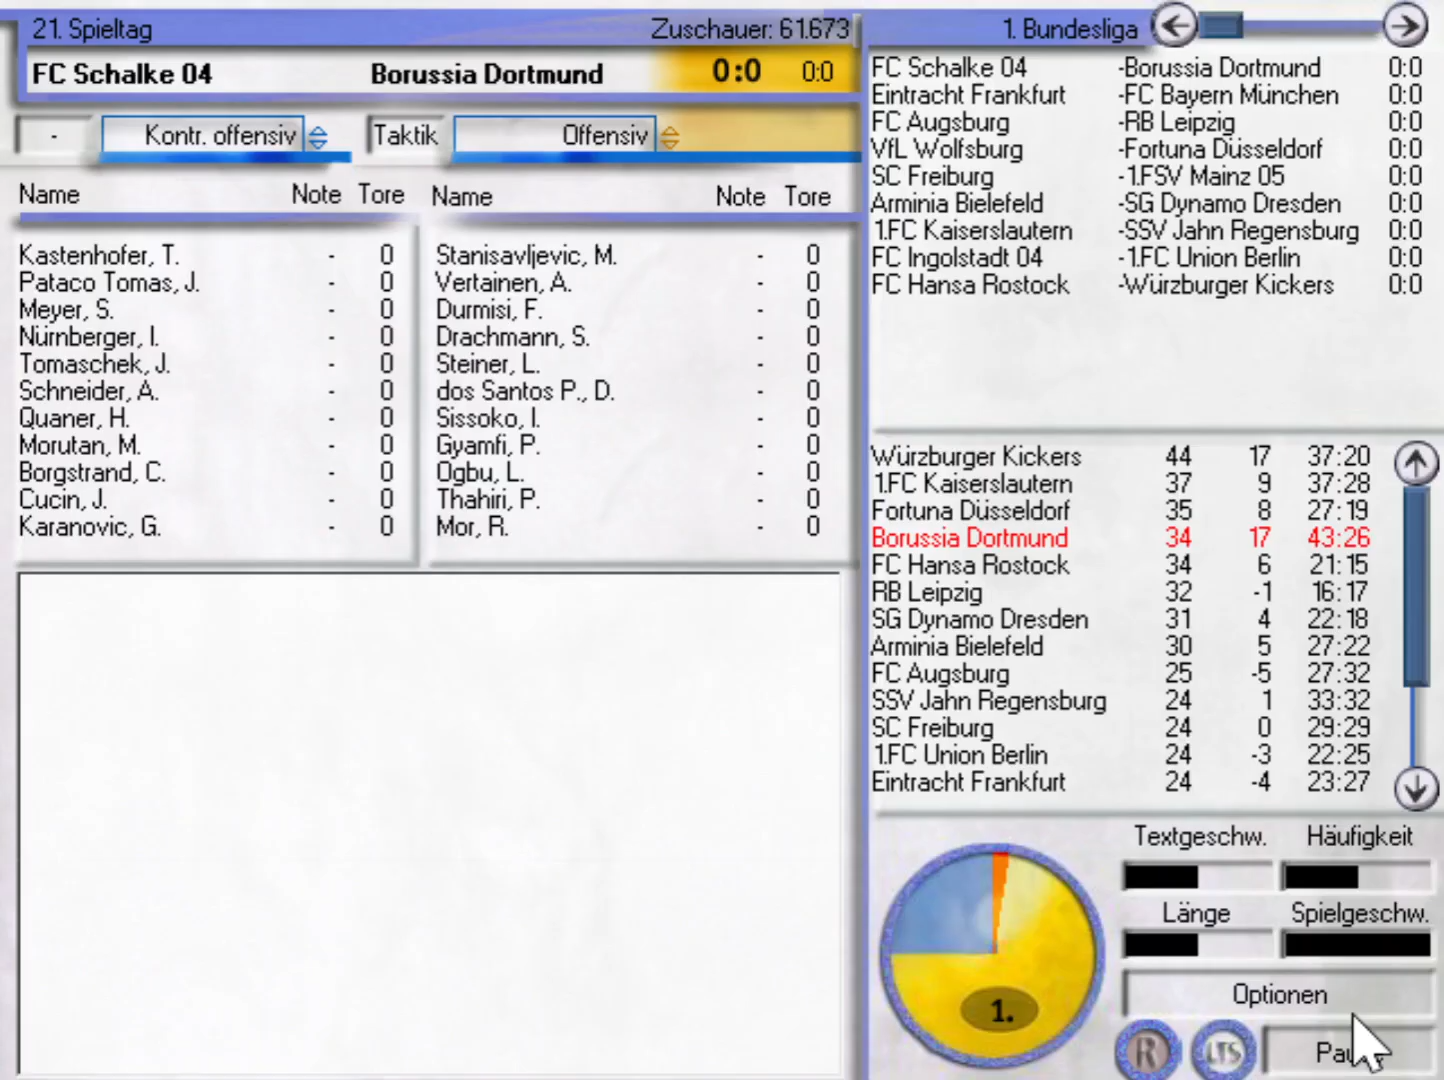 21. Spieltag Zuschauer: 61.673
FC Schalke 04 Borussia Dortmund 0:0 0:0
- Kontr. offensiv Taktik Offensiv
Name Note Tore Name Note Tore
Kastenhofer, T. - 0 Stanisavljevic, M. - 0
Pataco Tomas, J. - 0 Vertainen, A. - 0
Meyer, S. - 0 Durmisi, F. - 0
Nürnberger, I. - 0 Drachmann, S. - 0
Tomaschek, J. - 0 Steiner, L. - 0
Schneider, A. - 0 dos Santos P., D. - 0
Quaner, H. - 0 Sissoko, I. - 0
Morutan, M. - 0 Gyamfi, P. - 0
Borgstrand, C. - 0 Ogbu, L. - 0
Cucin, J. - 0 Thahiri, P. - 0
Karanovic, G. - 0 Mor, R. - 0
1. Bundesliga
FC Schalke 04 -Borussia Dortmund 0:0
Eintracht Frankfurt -FC Bayern München 0:0
FC Augsburg -RB Leipzig 0:0
VfL Wolfsburg -Fortuna Düsseldorf 0:0
SC Freiburg -1.FSV Mainz 05 0:0
Arminia Bielefeld -SG Dynamo Dresden 0:0
1.FC Kaiserslautern -SSV Jahn Regensburg 0:0
FC Ingolstadt 04 -1.FC Union Berlin 0:0
FC Hansa Rostock -Würzburger Kickers 0:0
Würzburger Kickers 44 17 37:20
1.FC Kaiserslautern 37 9 37:28
Fortuna Düsseldorf 35 8 27:19
Borussia Dortmund 34 17 43:26
FC Hansa Rostock 34 6 21:15
RB Leipzig 32 -1 16:17
SG Dynamo Dresden 31 4 22:18
Arminia Bielefeld 30 5 27:22
FC Augsburg 25 -5 27:32
SSV Jahn Regensburg 24 1 33:32
SC Freiburg 24 0 29:29
1.FC Union Berlin 24 -3 22:25
Eintracht Frankfurt 24 -4 23:27
Textgeschw. Häufigkeit
Länge Spielgeschw.
1.
Optionen
R LTS